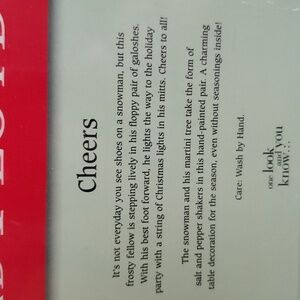 Cheers
It's not everyday you see shoes on a snowman, but this
frosty fellow is stepping lively in his floppy pair of galoshes.
With his best foot forward, he lights the way to the holiday
party with a string of Christmas lights in his mitts. Cheers to all!
The snowman and his martini tree take the form of
salt and pepper shakers in this hand-painted pair. A charming
table decoration for the season, even without seasonings inside!
Care: Wash by Hand.
one look
and you
know...